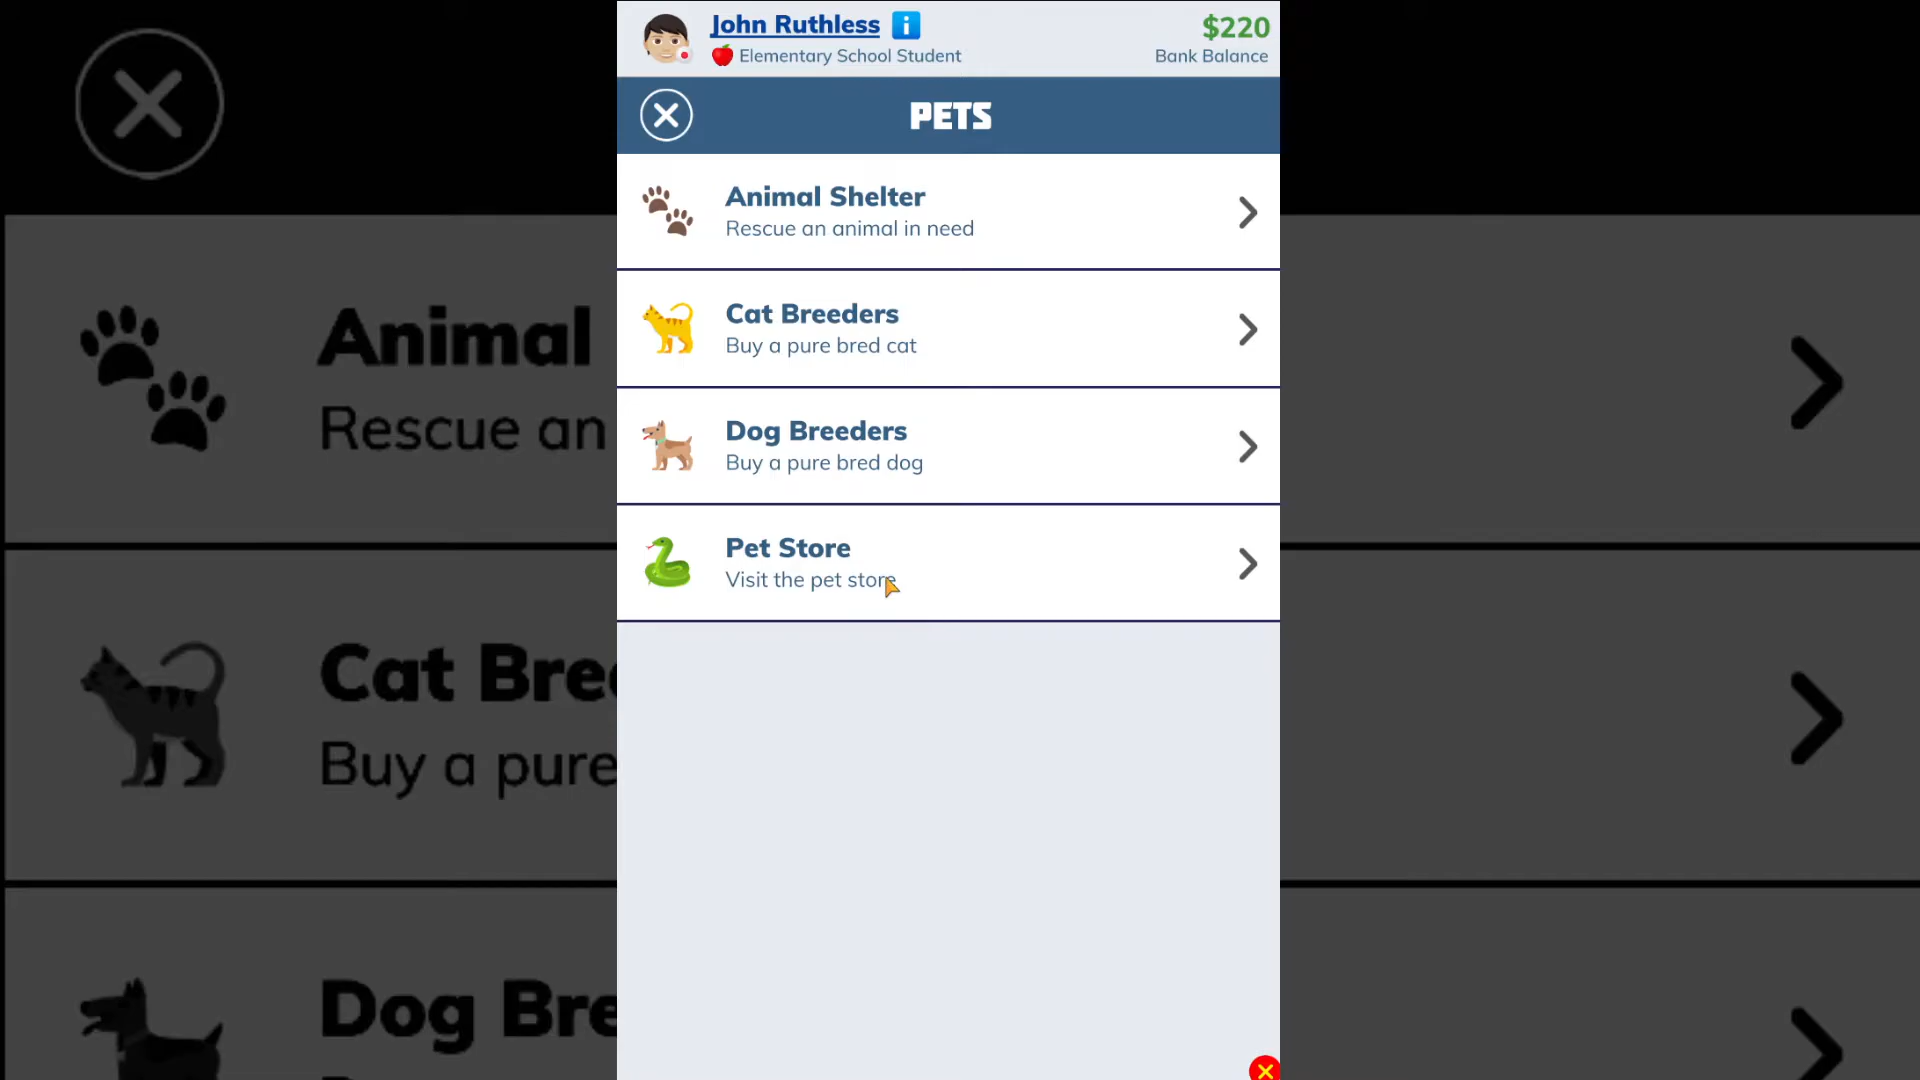 John Ruthless
Elementary School Student
$220
Bank Balance
PETS
Animal Shelter
Rescue an animal in need
Cat Breeders
Buy a pure bred cat
Dog Breeders
Buy a pure bred dog
Pet Store
Visit the pet store
Animal
Rescue an
Cat Bree
Buy a pure
Dog Bre